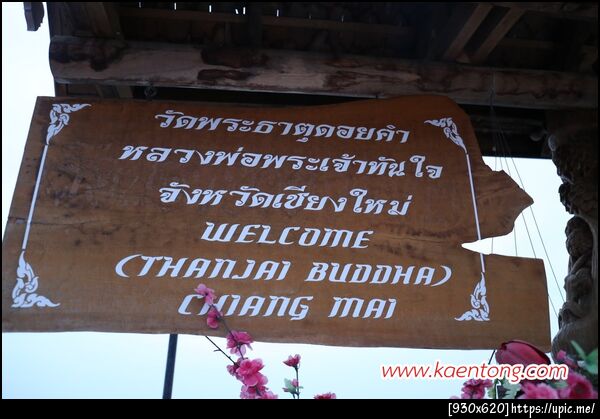 วัดพระธาตุดอยคำ
หลวงพ่อพระเจ้าทันใจ
จังหวัดเชียงใหม่
WELCOME
(THANJAI BUDDHA)
CHIANG MAI
www.kaentong.com
[930x620]https://upic.me/